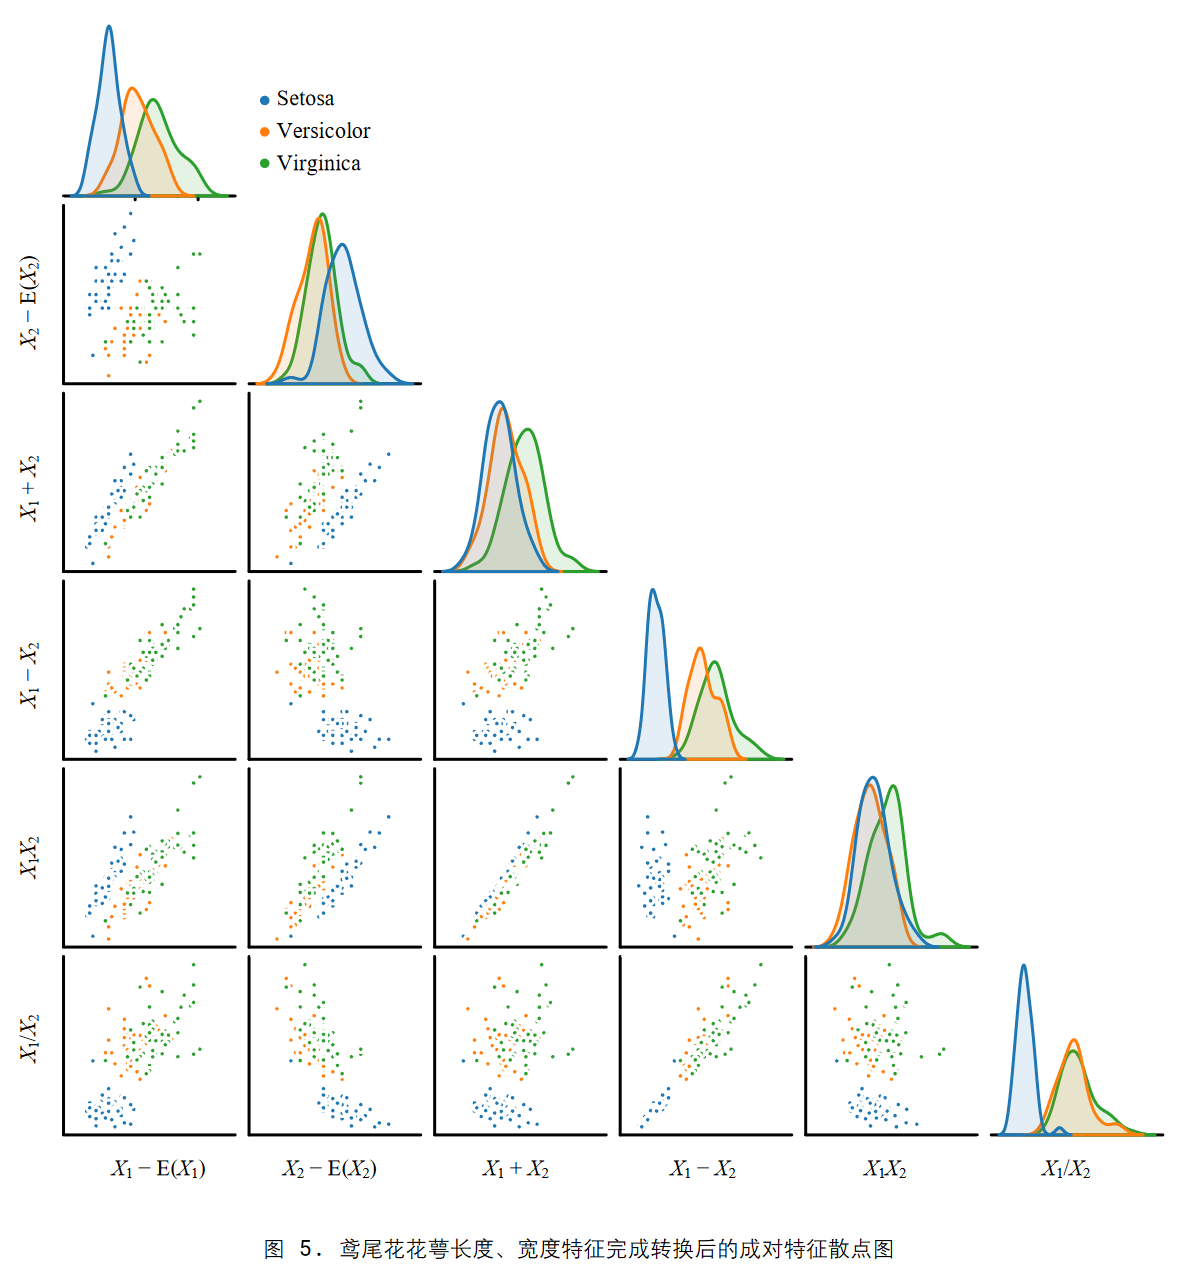 Setosa
Versicolor
Virginica
X₂ − E(X₂)
X₁ + X₂
X₁ − X₂
X₁X₂
X₁/X₂
X₁ − E(X₁)
X₂ − E(X₂)
X₁ + X₂
X₁ − X₂
X₁X₂
X₁/X₂
图 5. 鸢尾花花萼长度、宽度特征完成转换后的成对特征散点图